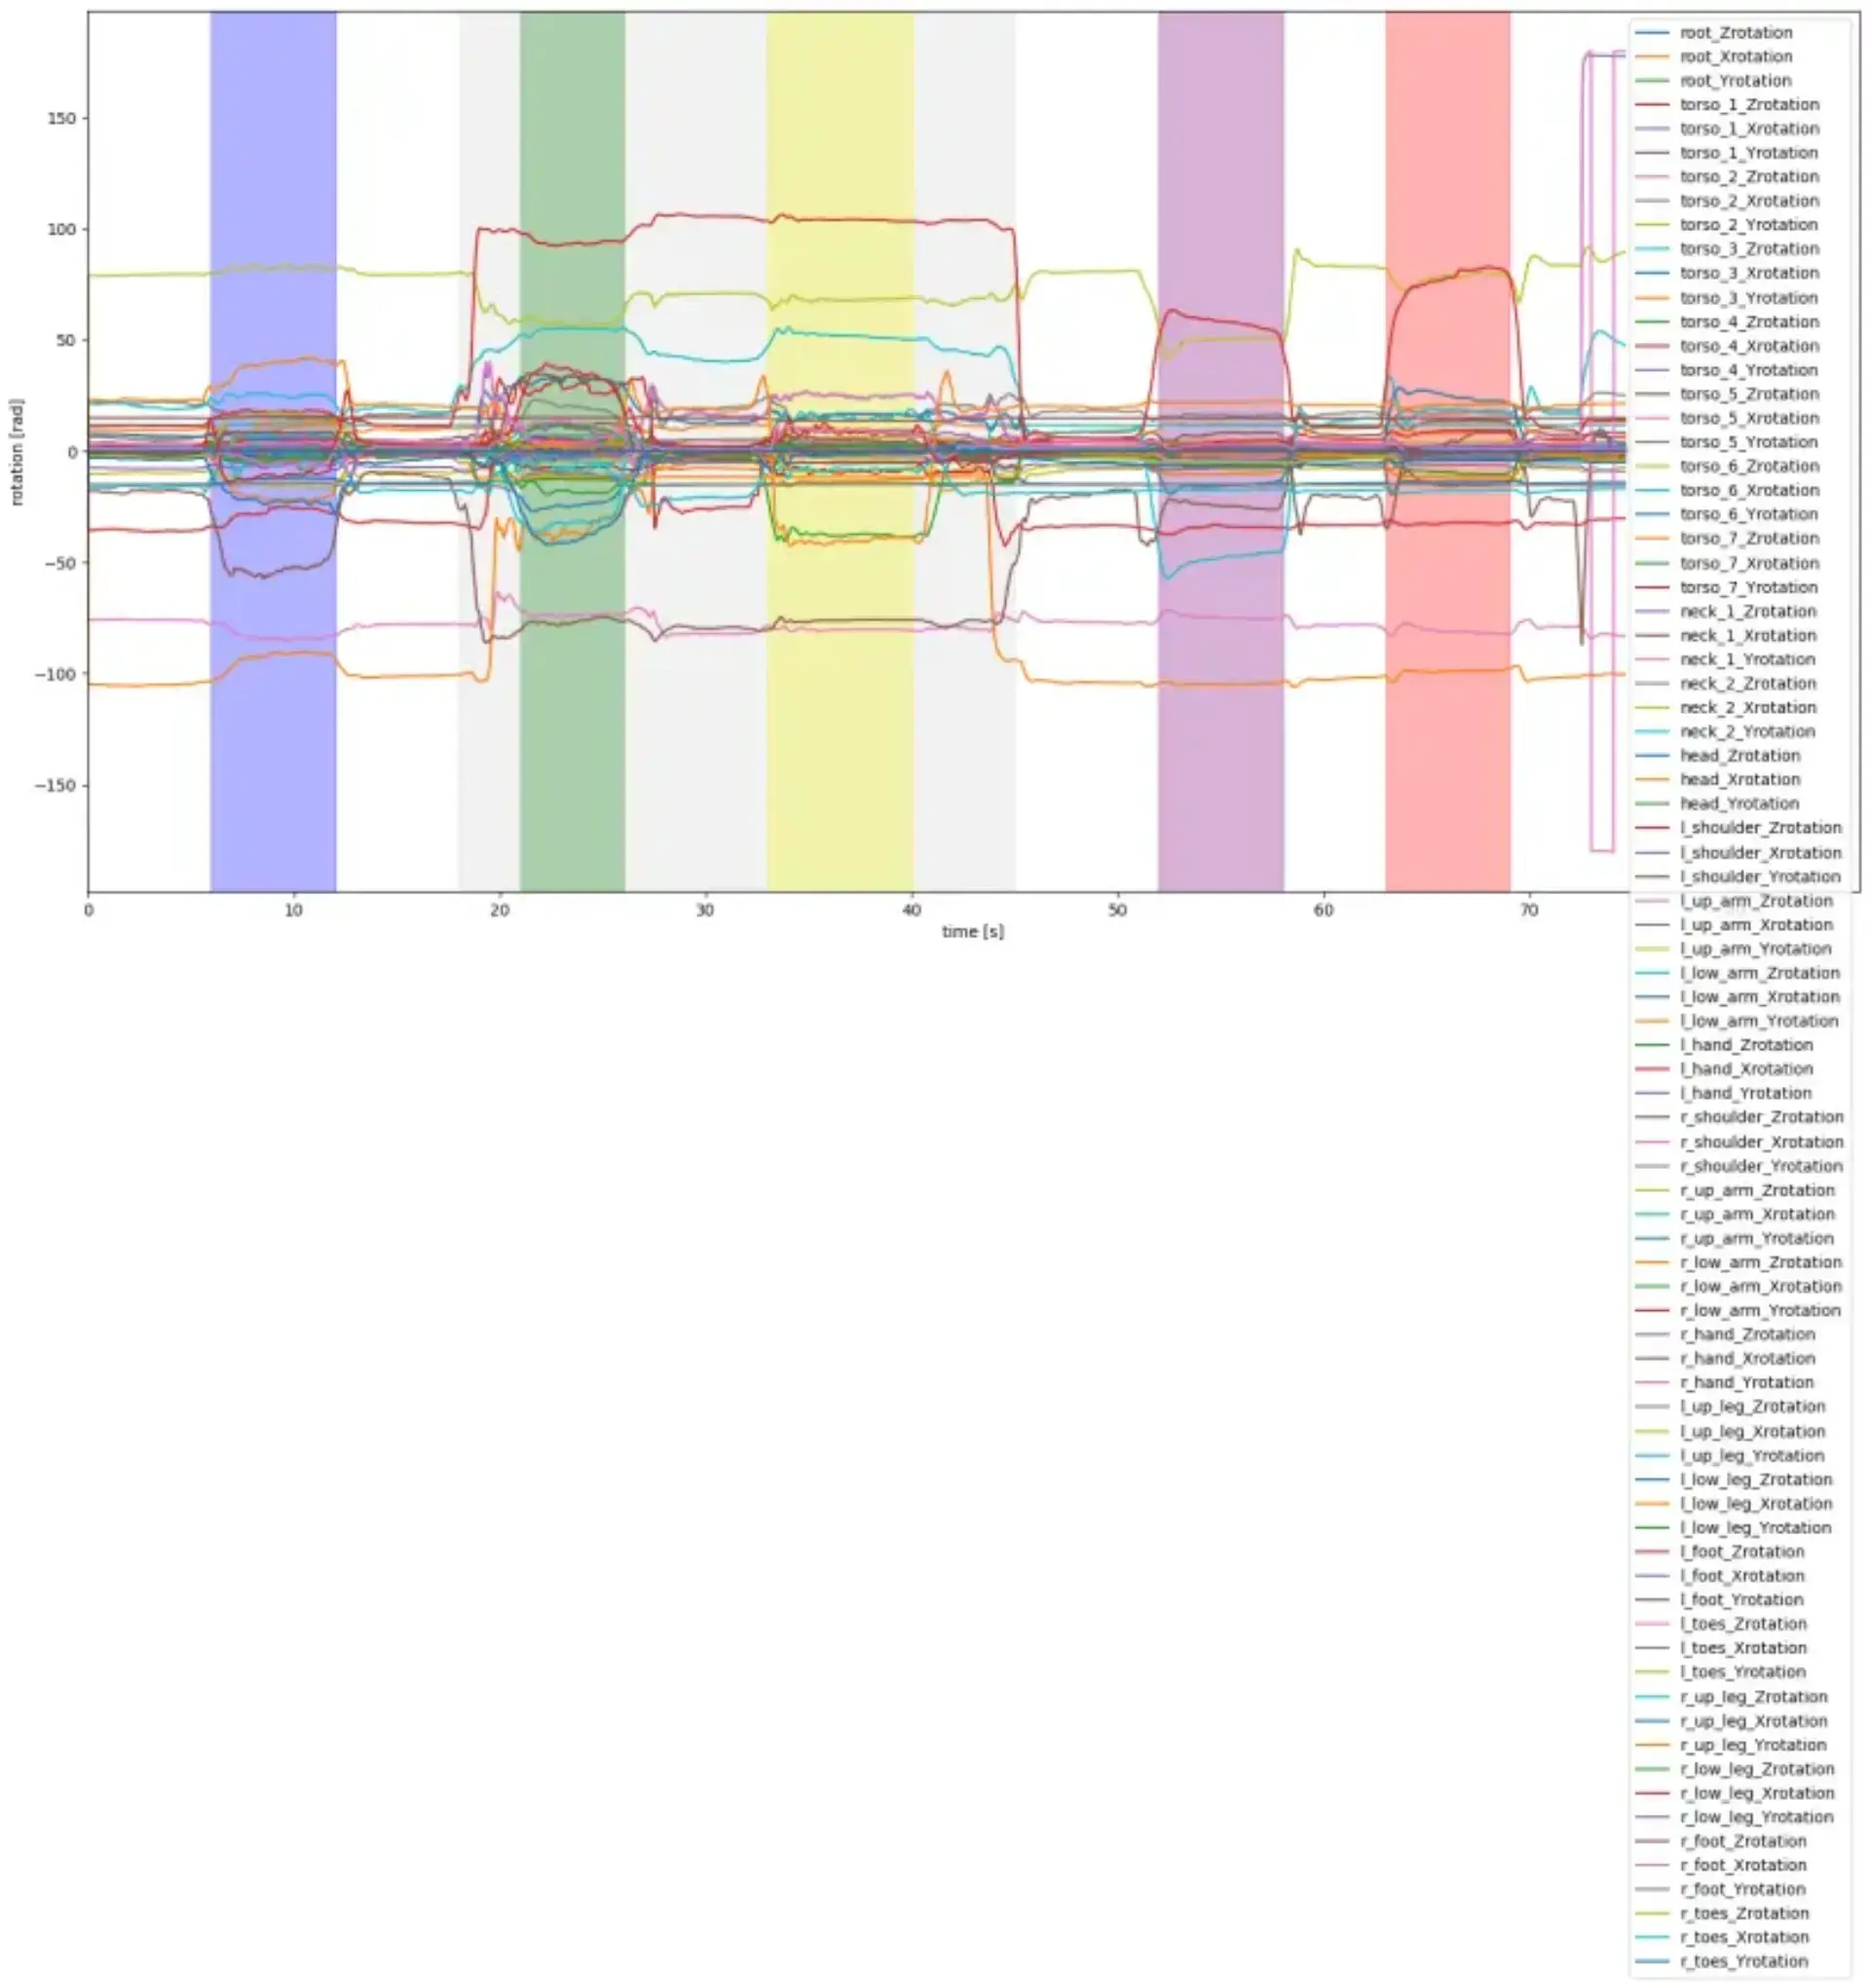 150
100
50
0
−50
−100
−150
rotation [rad]
0 10 20 30 40 50 60 70
time [s]
root_Zrotation
root_Xrotation
root_Yrotation
torso_1_Zrotation
torso_1_Xrotation
torso_1_Yrotation
torso_2_Zrotation
torso_2_Xrotation
torso_2_Yrotation
torso_3_Zrotation
torso_3_Xrotation
torso_3_Yrotation
torso_4_Zrotation
torso_4_Xrotation
torso_4_Yrotation
torso_5_Zrotation
torso_5_Xrotation
torso_5_Yrotation
torso_6_Zrotation
torso_6_Xrotation
torso_6_Yrotation
torso_7_Zrotation
torso_7_Xrotation
torso_7_Yrotation
neck_1_Zrotation
neck_1_Xrotation
neck_1_Yrotation
neck_2_Zrotation
neck_2_Xrotation
neck_2_Yrotation
head_Zrotation
head_Xrotation
head_Yrotation
l_shoulder_Zrotation
l_shoulder_Xrotation
l_shoulder_Yrotation
l_up_arm_Zrotation
l_up_arm_Xrotation
l_up_arm_Yrotation
l_low_arm_Zrotation
l_low_arm_Xrotation
l_low_arm_Yrotation
l_hand_Zrotation
l_hand_Xrotation
l_hand_Yrotation
r_shoulder_Zrotation
r_shoulder_Xrotation
r_shoulder_Yrotation
r_up_arm_Zrotation
r_up_arm_Xrotation
r_up_arm_Yrotation
r_low_arm_Zrotation
r_low_arm_Xrotation
r_low_arm_Yrotation
r_hand_Zrotation
r_hand_Xrotation
r_hand_Yrotation
l_up_leg_Zrotation
l_up_leg_Xrotation
l_up_leg_Yrotation
l_low_leg_Zrotation
l_low_leg_Xrotation
l_low_leg_Yrotation
l_foot_Zrotation
l_foot_Xrotation
l_foot_Yrotation
l_toes_Zrotation
l_toes_Xrotation
l_toes_Yrotation
r_up_leg_Zrotation
r_up_leg_Xrotation
r_up_leg_Yrotation
r_low_leg_Zrotation
r_low_leg_Xrotation
r_low_leg_Yrotation
r_foot_Zrotation
r_foot_Xrotation
r_foot_Yrotation
r_toes_Zrotation
r_toes_Xrotation
r_toes_Yrotation